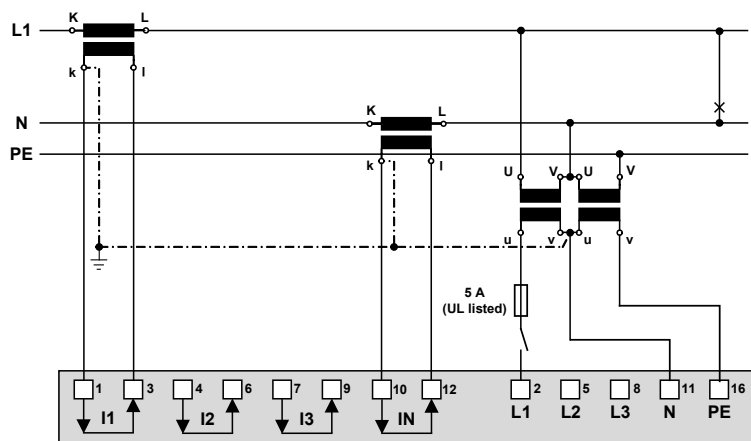 K L
L1
k l
K L
N
PE
k l
U V U V
u v u v
5 A
(UL listed)
1 3 4 6 7 9 10 12 2 5 8 11 16
I1 I2 I3 IN L1 L2 L3 N PE